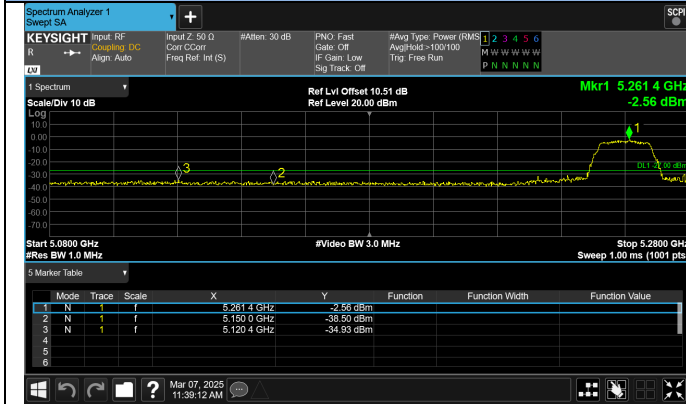 Spectrum Analyzer 1
Swept SA
+
SCPI
KEYSIGHT Input: RF Input Z: 50 Ω #Atten: 30 dB PNO: Fast #Avg Type: Power (RMS 1 2 3 4 5 6
R Coupling: DC Corr CCorr Gate: Off Avg|Hold:>100/100 M W W W W W
Align: Auto Freq Ref: Int (S) IF Gain: Low Trig: Free Run
LXI Sig Track: Off P N N N N N
1 Spectrum Ref Lvl Offset 10.51 dB Mkr1 5.261 4 GHz
Scale/Div 10 dB Ref Level 20.00 dBm -2.56 dBm
Log
10.0
1
0.00
-10.0
-20.0
3 DL1 -27.00 dBm
-30.0
2
-40.0
-50.0
-60.0
-70.0
Start 5.0800 GHz #Video BW 3.0 MHz Stop 5.2800 GHz
#Res BW 1.0 MHz Sweep 1.00 ms (1001 pts
5 Marker Table
Mode Trace Scale X Y Function Function Width Function Value
1 N 1 f 5.261 4 GHz -2.56 dBm
2 N 1 f 5.150 0 GHz -38.50 dBm
3 N 1 f 5.120 4 GHz -34.93 dBm
4
5
6
? Mar 07, 2025
11:39:12 AM